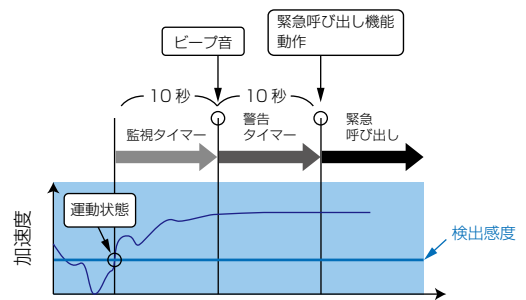 ビープ音
緊急呼び出し機能
動作
10秒
10秒
監視タイマー
警告
タイマー
緊急
呼び出し
運動状態
加速度
検出感度